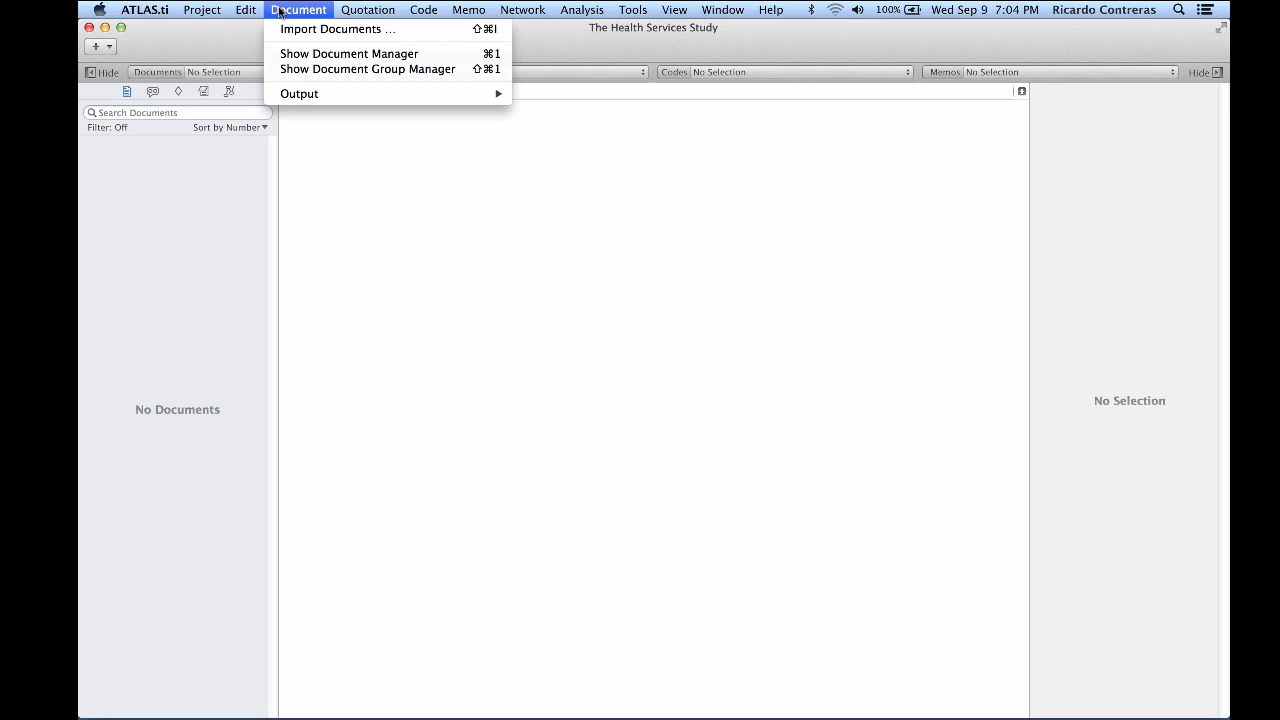 ATLAS.ti Project Edit Document Quotation Code Memo Network Analysis Tools View Window Help 100% Wed Sep 9 7:04 PM Ricardo Contreras
The Health Services Study
Import Documents … ⇧⌘I
Show Document Manager ⌘1
Show Document Group Manager ⇧⌘1
Output ▶
Hide Documents No Selection Codes No Selection Memos No Selection Hide
Search Documents
Filter: Off Sort by Number
No Documents
No Selection